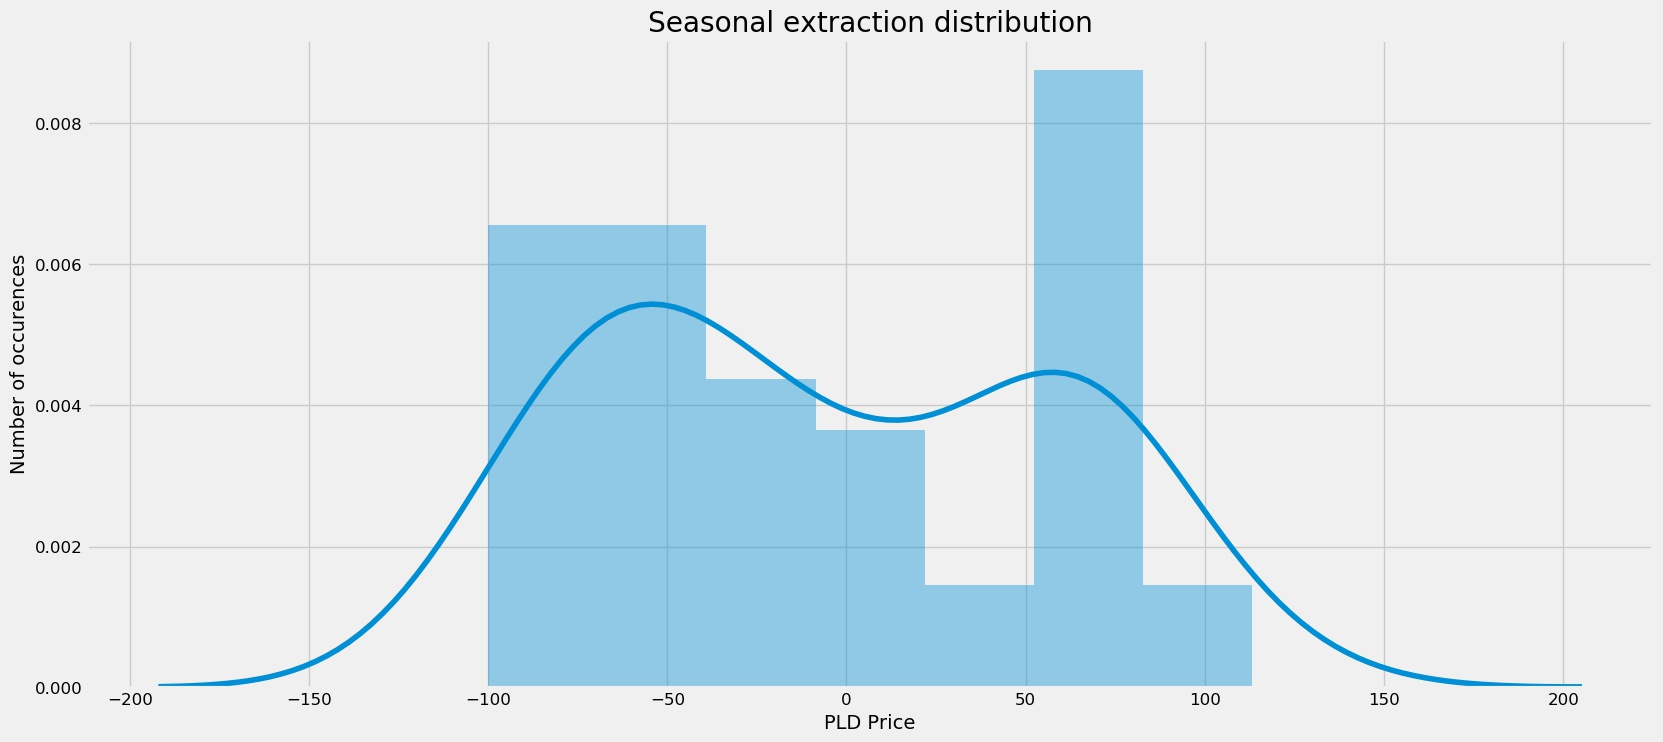 Seasonal extraction distribution
Number of occurences
0.008
0.006
0.004
0.002
0.000
−200 −150 −100 −50 0 50 100 150 200
PLD Price